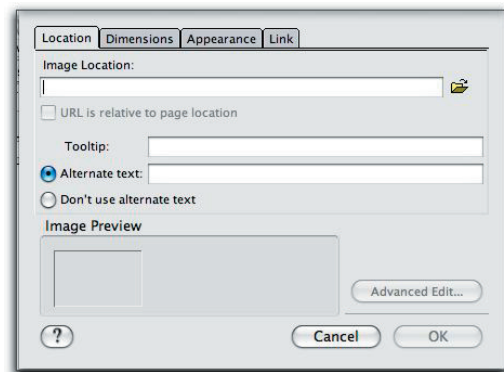 Location Dimensions Appearance Link
Image Location:
URL is relative to page location
Tooltip:
Alternate text:
Don't use alternate text
Image Preview
Advanced Edit...
? Cancel OK